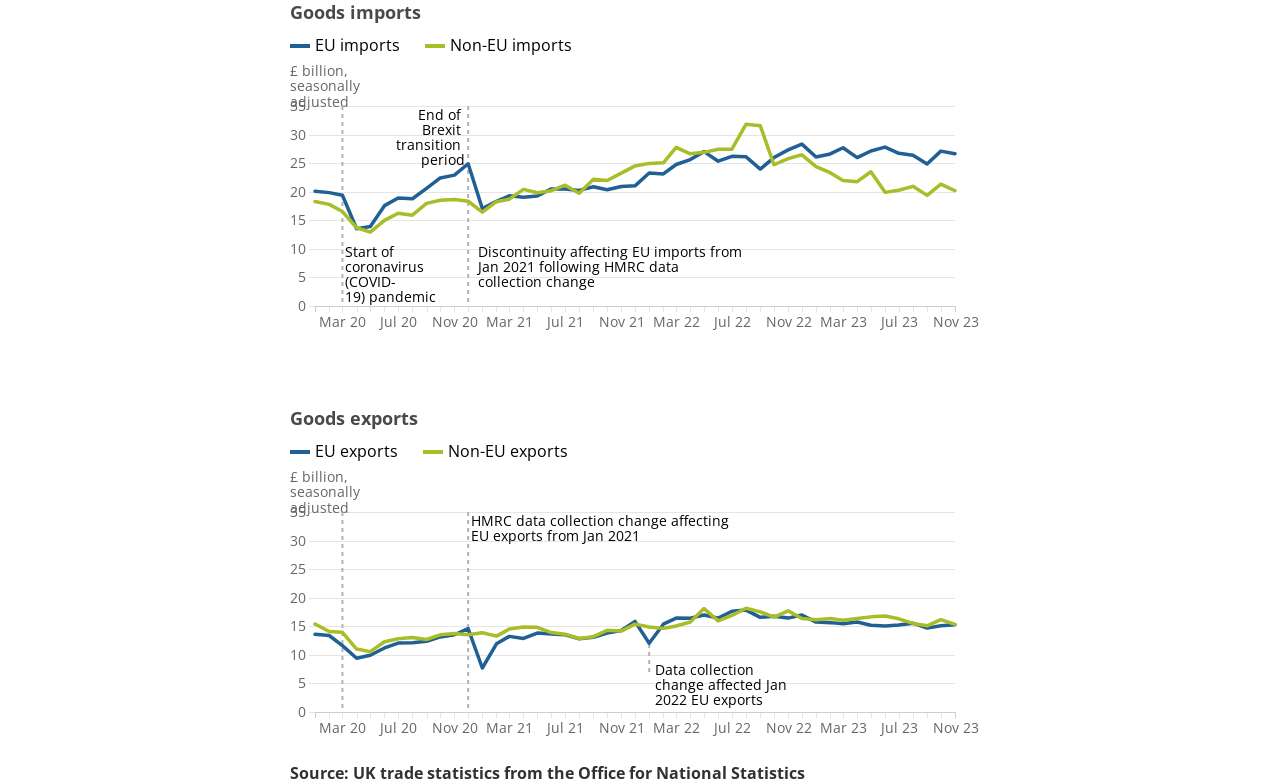 Goods imports
EU imports Non-EU imports
£ billion,
seasonally
adjusted
35
30
25
20
15
10
5
0
End of
Brexit
transition
period
Start of
coronavirus
(COVID-
19) pandemic
Discontinuity affecting EU imports from
Jan 2021 following HMRC data
collection change
Mar 20 Jul 20 Nov 20 Mar 21 Jul 21 Nov 21 Mar 22 Jul 22 Nov 22 Mar 23 Jul 23 Nov 23
Goods exports
EU exports Non-EU exports
£ billion,
seasonally
adjusted
35
30
25
20
15
10
5
0
HMRC data collection change affecting
EU exports from Jan 2021
Data collection
change affected Jan
2022 EU exports
Mar 20 Jul 20 Nov 20 Mar 21 Jul 21 Nov 21 Mar 22 Jul 22 Nov 22 Mar 23 Jul 23 Nov 23
Source: UK trade statistics from the Office for National Statistics